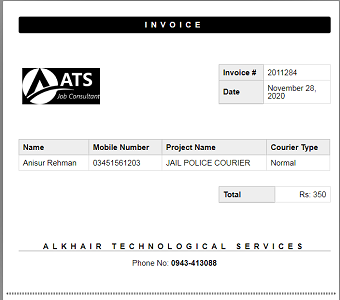 INVOICE
ATS
Job Consultant
Invoice # 2011284
Date November 28,
2020
Name Mobile Number Project Name Courier Type
Anisur Rehman 03451561203 JAIL POLICE COURIER Normal
Total Rs: 350
ALKHAIR TECHNOLOGICAL SERVICES
Phone No: 0943-413088